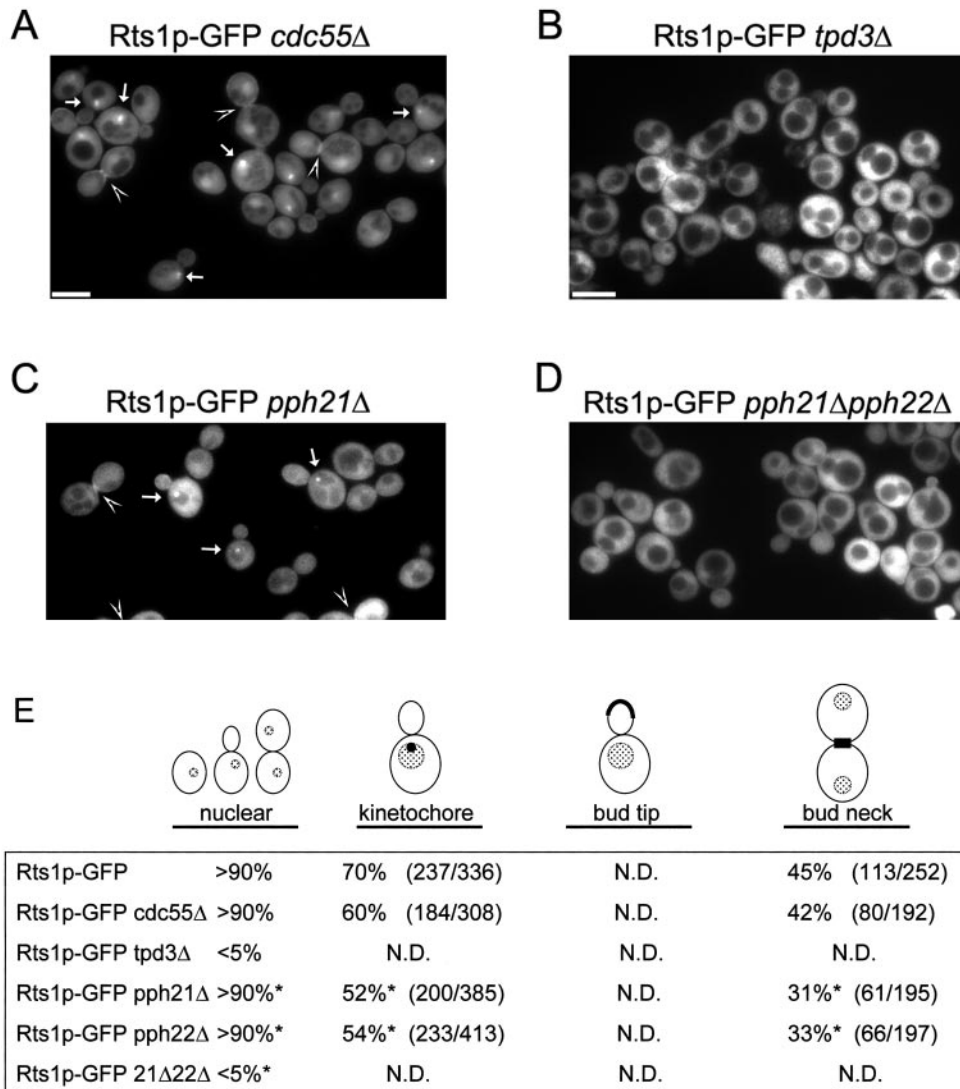 A
Rts1p-GFP cdc55Δ
B
Rts1p-GFP tpd3Δ
C
Rts1p-GFP pph21Δ
D
Rts1p-GFP pph21Δpph22Δ
E
nuclear kinetochore bud tip bud neck
Rts1p-GFP >90% 70% (237/336) N.D. 45% (113/252)
Rts1p-GFP cdc55Δ >90% 60% (184/308) N.D. 42% (80/192)
Rts1p-GFP tpd3Δ <5% N.D. N.D. N.D.
Rts1p-GFP pph21Δ >90%* 52%* (200/385) N.D. 31%* (61/195)
Rts1p-GFP pph22Δ >90%* 54%* (233/413) N.D. 33%* (66/197)
Rts1p-GFP 21Δ22Δ <5%* N.D. N.D. N.D.